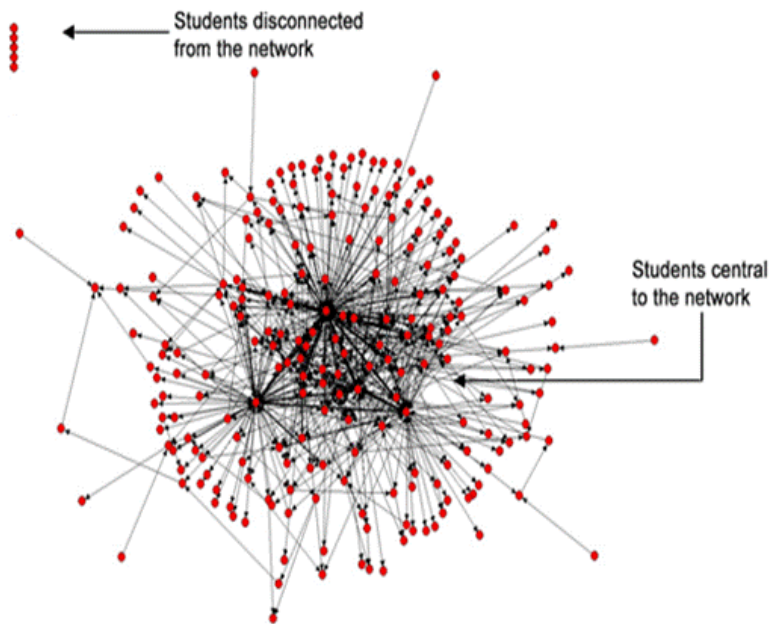 Students disconnected
from the network
Students central
to the network